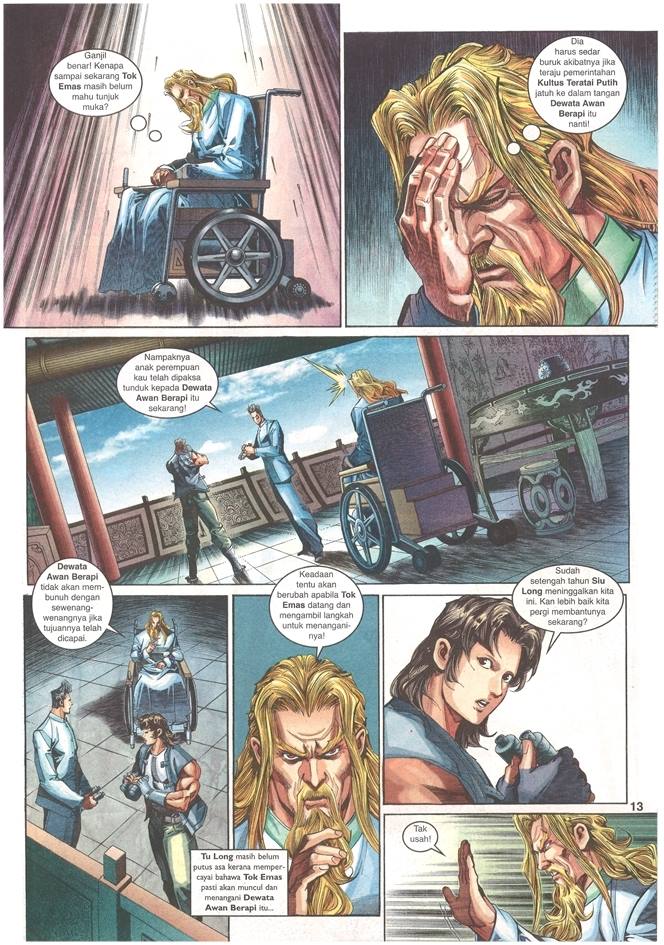 Ganjil
benar! Kenapa
sampai sekarang Tok
Emas masih belum
mahu tunjuk
muka?
Dia
harus sedar
buruk akibatnya jika
teraju pemerintahan
Kultus Teratai Putih
jatuh ke dalam tangan
Dewata Awan
Berapi itu
nanti!
Nampaknya
anak perempuan
kau telah dipaksa
tunduk kepada Dewata
Awan Berapi itu
sekarang!
Dewata
Awan Berapi
tidak akan mem-
bunuh dengan
sewenang-
wenangnya jika
tujuannya telah
dicapai.
Keadaan
tentu akan
berubah apabila Tok
Emas datang dan
mengambil langkah
untuk menangani-
nya!
Tu Long masih belum
putus asa kerana memper-
cayai bahawa Tok Emas
pasti akan muncul dan
menangani Dewata
Awan Berapi itu...
Sudah
setengah tahun Siu
Long meninggalkan kita
ini. Kan lebih baik kita
pergi membantunya
sekarang?
13
Tak
usah!